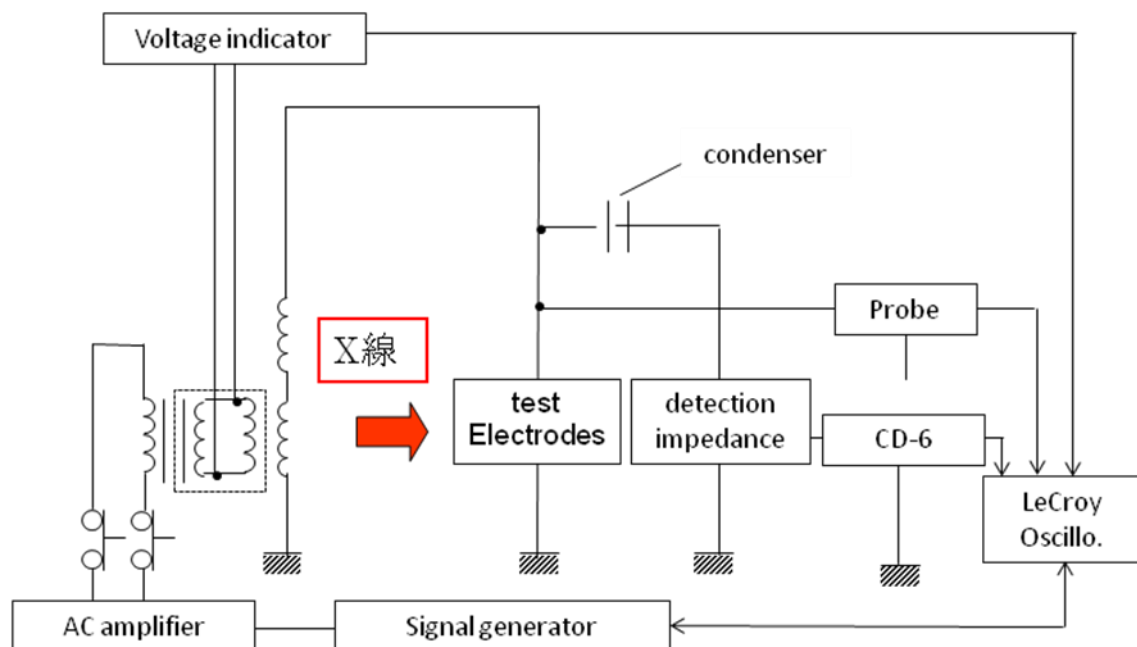 Voltage indicator
condenser
Probe
X線
test
Electrodes
detection
impedance
CD-6
LeCroy
Oscillo.
AC amplifier
Signal generator